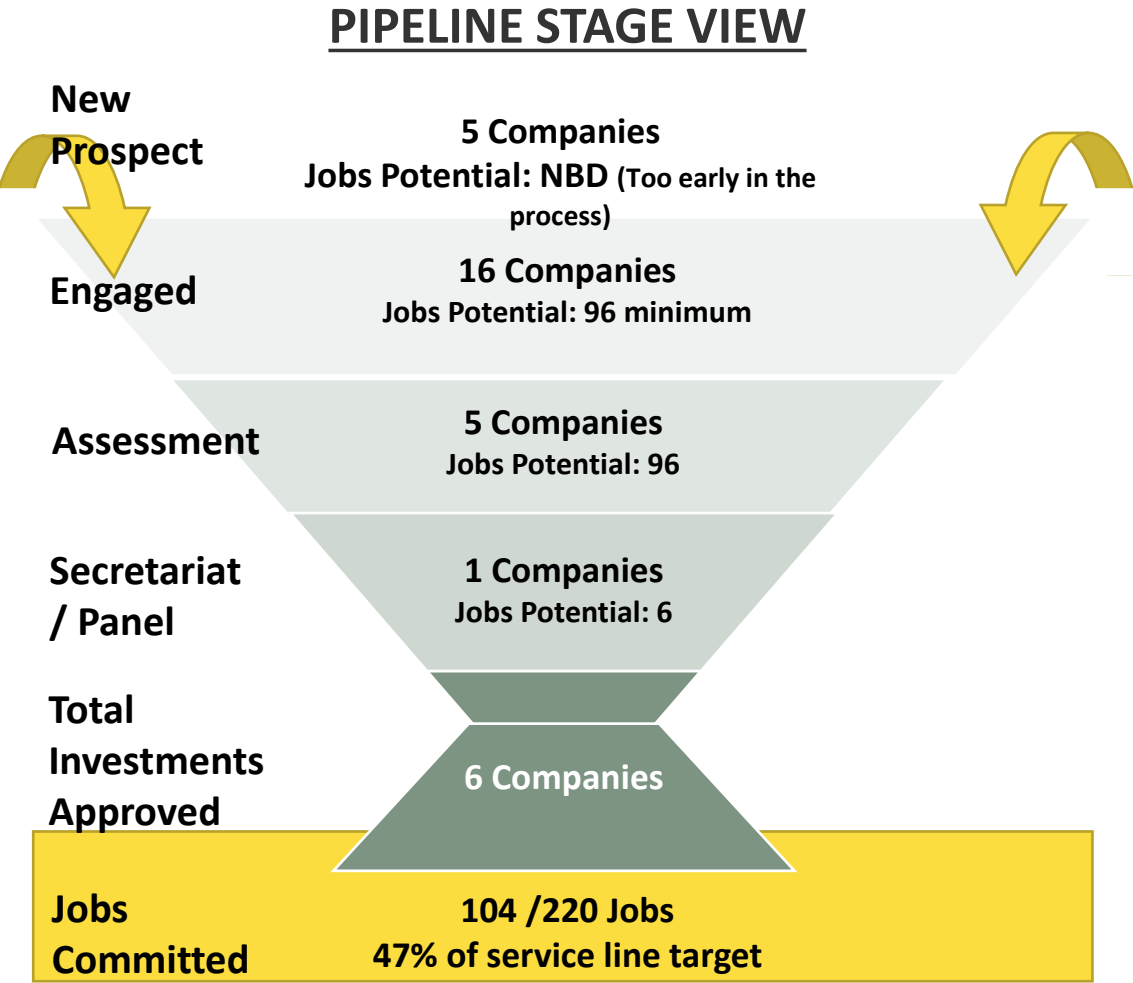 PIPELINE STAGE VIEW
New
Prospect
5 Companies
Jobs Potential: NBD (Too early in the
process)
Engaged
16 Companies
Jobs Potential: 96 minimum
Assessment
5 Companies
Jobs Potential: 96
Secretariat
/ Panel
1 Companies
Jobs Potential: 6
Total
Investments
Approved
6 Companies
Jobs
Committed
104 /220 Jobs
47% of service line target